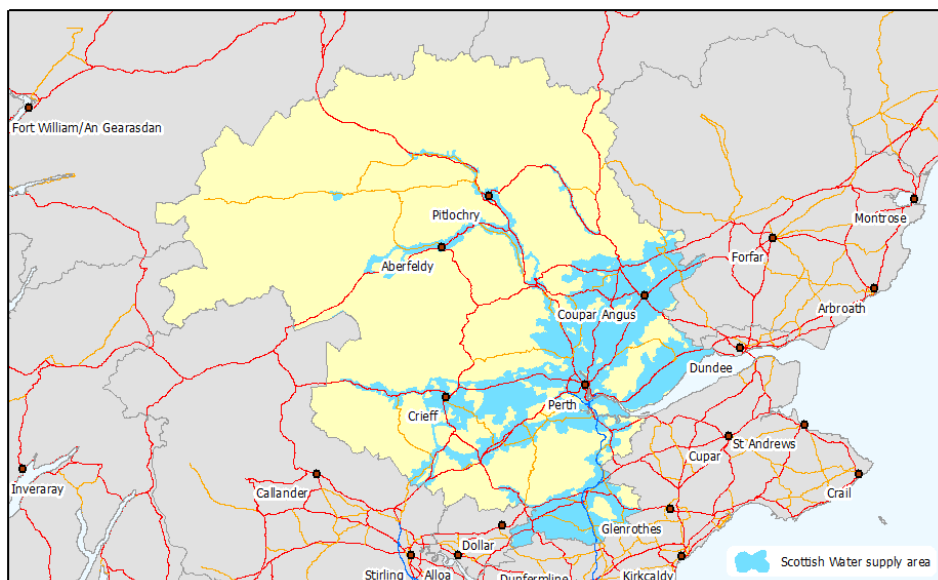 Fort William/An Gearasdan
Pitlochry
Montrose
Aberfeldy
Forfar
Coupar Angus
Arbroath
Dundee
Crieff
Perth
St Andrews
Cupar
Inveraray
Callander
Crail
Glenrothes
Dollar
Scottish Water supply area
Stirling
Alloa
Dunfermline
Kirkcaldy